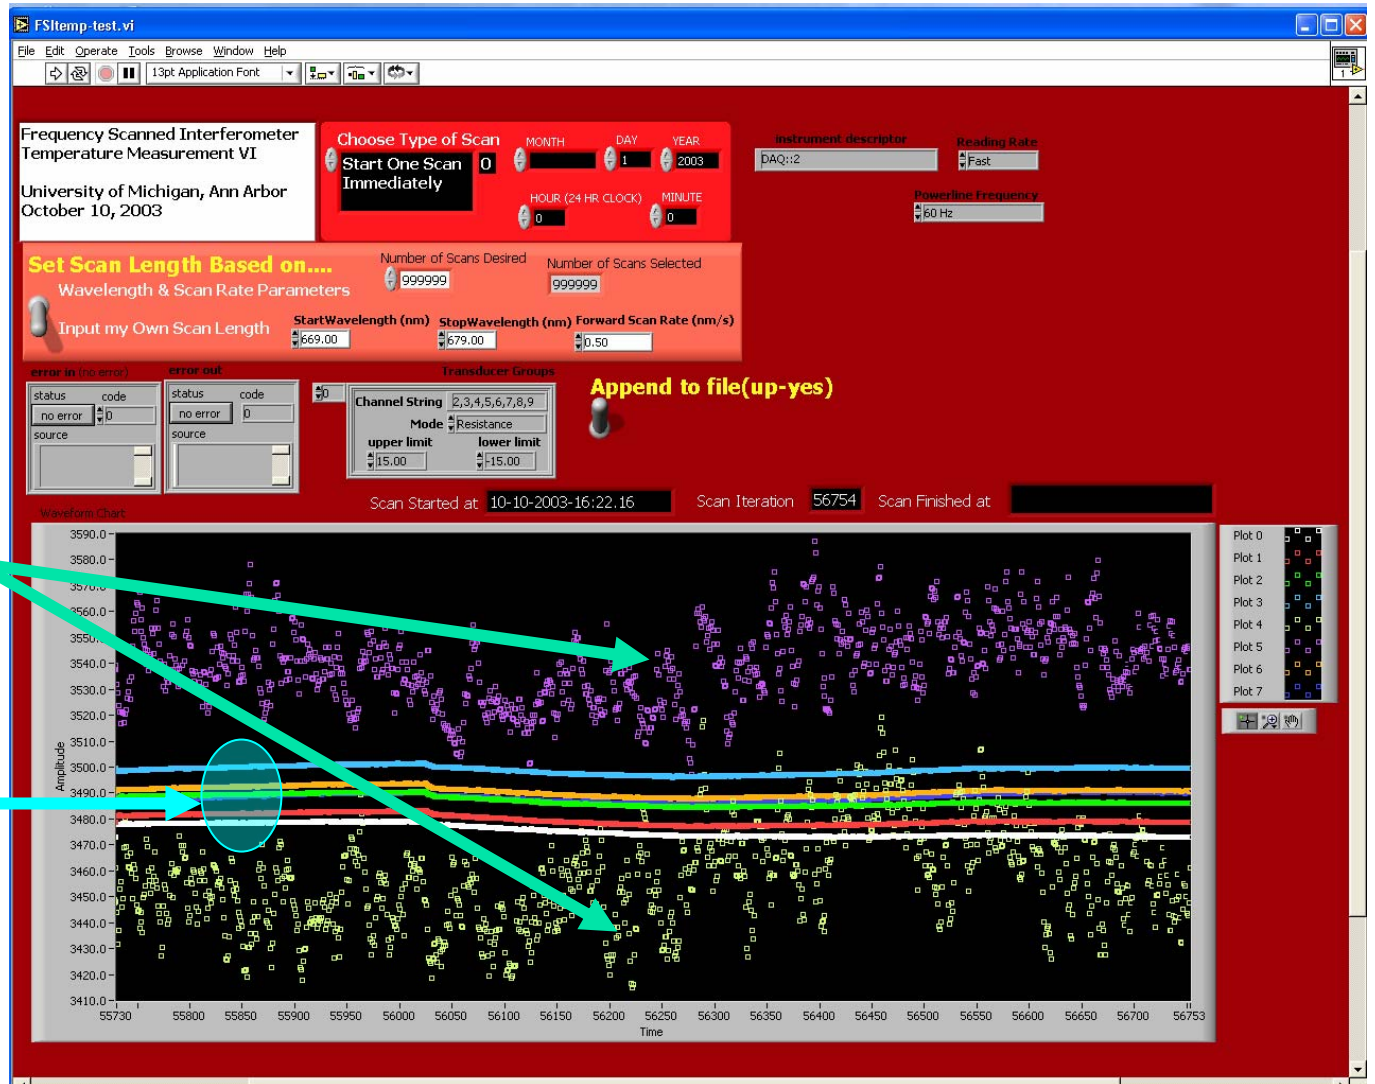 FSItemp-test.vi
File Edit Operate Tools Browse Window Help
13pt Application Font
1
Frequency Scanned Interferometer
Temperature Measurement VI
University of Michigan, Ann Arbor
October 10, 2003
Choose Type of Scan
Start One Scan
Immediately
0
MONTH DAY YEAR
1 2003
HOUR (24 HR CLOCK) MINUTE
0 0
instrument descriptor
DAQ::2
Reading Rate
Fast
Powerline Frequency
60 Hz
Set Scan Length Based on....
Wavelength & Scan Rate Parameters
Input my Own Scan Length
Number of Scans Desired
999999
Number of Scans Selected
999999
StartWavelength (nm) StopWavelength (nm) Forward Scan Rate (nm/s)
669.00 679.00 0.50
error in (no error)
status code
no error 0
source
error out
status code
no error 0
source
0
Transducer Groups
Channel String 2,3,4,5,6,7,8,9
Mode Resistance
upper limit lower limit
15.00 -15.00
Append to file(up-yes)
Scan Started at 10-10-2003-16:22.16 Scan Iteration 56754 Scan Finished at
Waveform Chart
3590.0
3580.0
3570.0
3560.0
3550.0
3540.0
3530.0
3520.0
3510.0
3500.0
3490.0
3480.0
3470.0
3460.0
3450.0
3440.0
3430.0
3420.0
3410.0
Amplitude
55730 55800 55850 55900 55950 56000 56050 56100 56150 56200 56250 56300 56350 56400 56450 56500 56550 56600 56650 56700 56753
Time
Plot 0
Plot 1
Plot 2
Plot 3
Plot 4
Plot 5
Plot 6
Plot 7